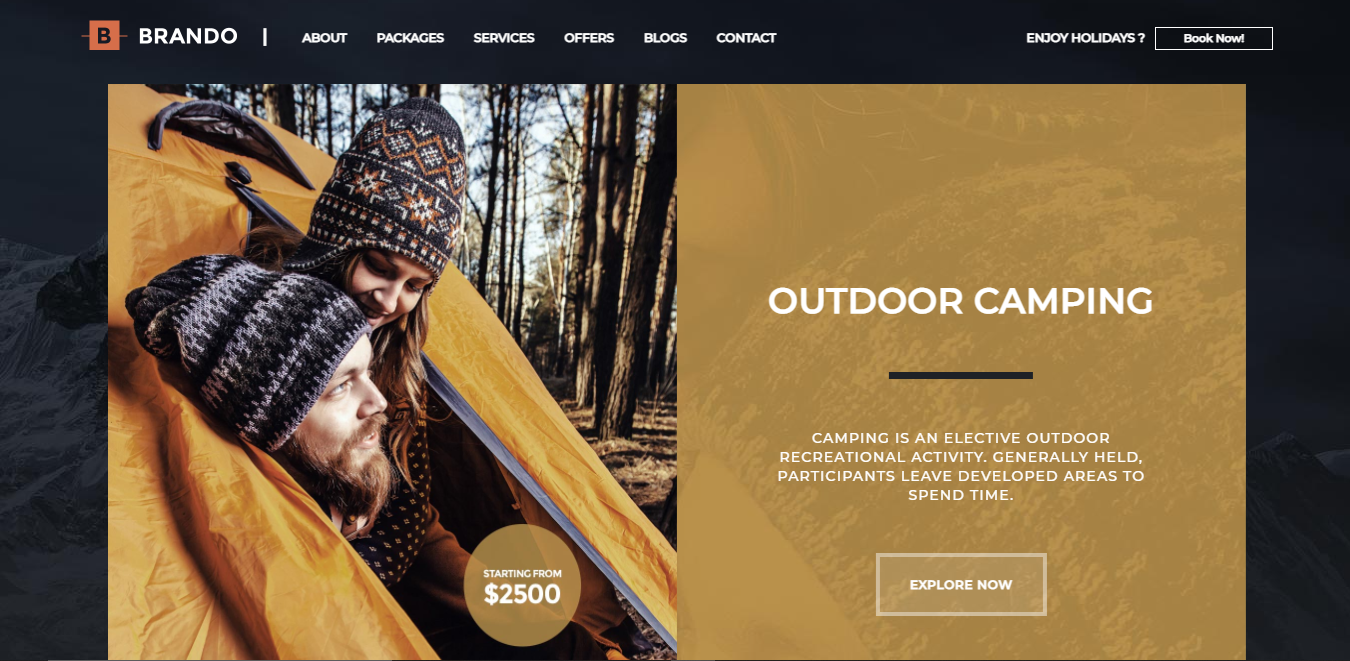 B BRANDO |
ABOUT PACKAGES SERVICES OFFERS BLOGS CONTACT
ENJOY HOLIDAYS ? Book Now!
OUTDOOR CAMPING
CAMPING IS AN ELECTIVE OUTDOOR
RECREATIONAL ACTIVITY. GENERALLY HELD,
PARTICIPANTS LEAVE DEVELOPED AREAS TO
SPEND TIME.
STARTING FROM
$2500
EXPLORE NOW